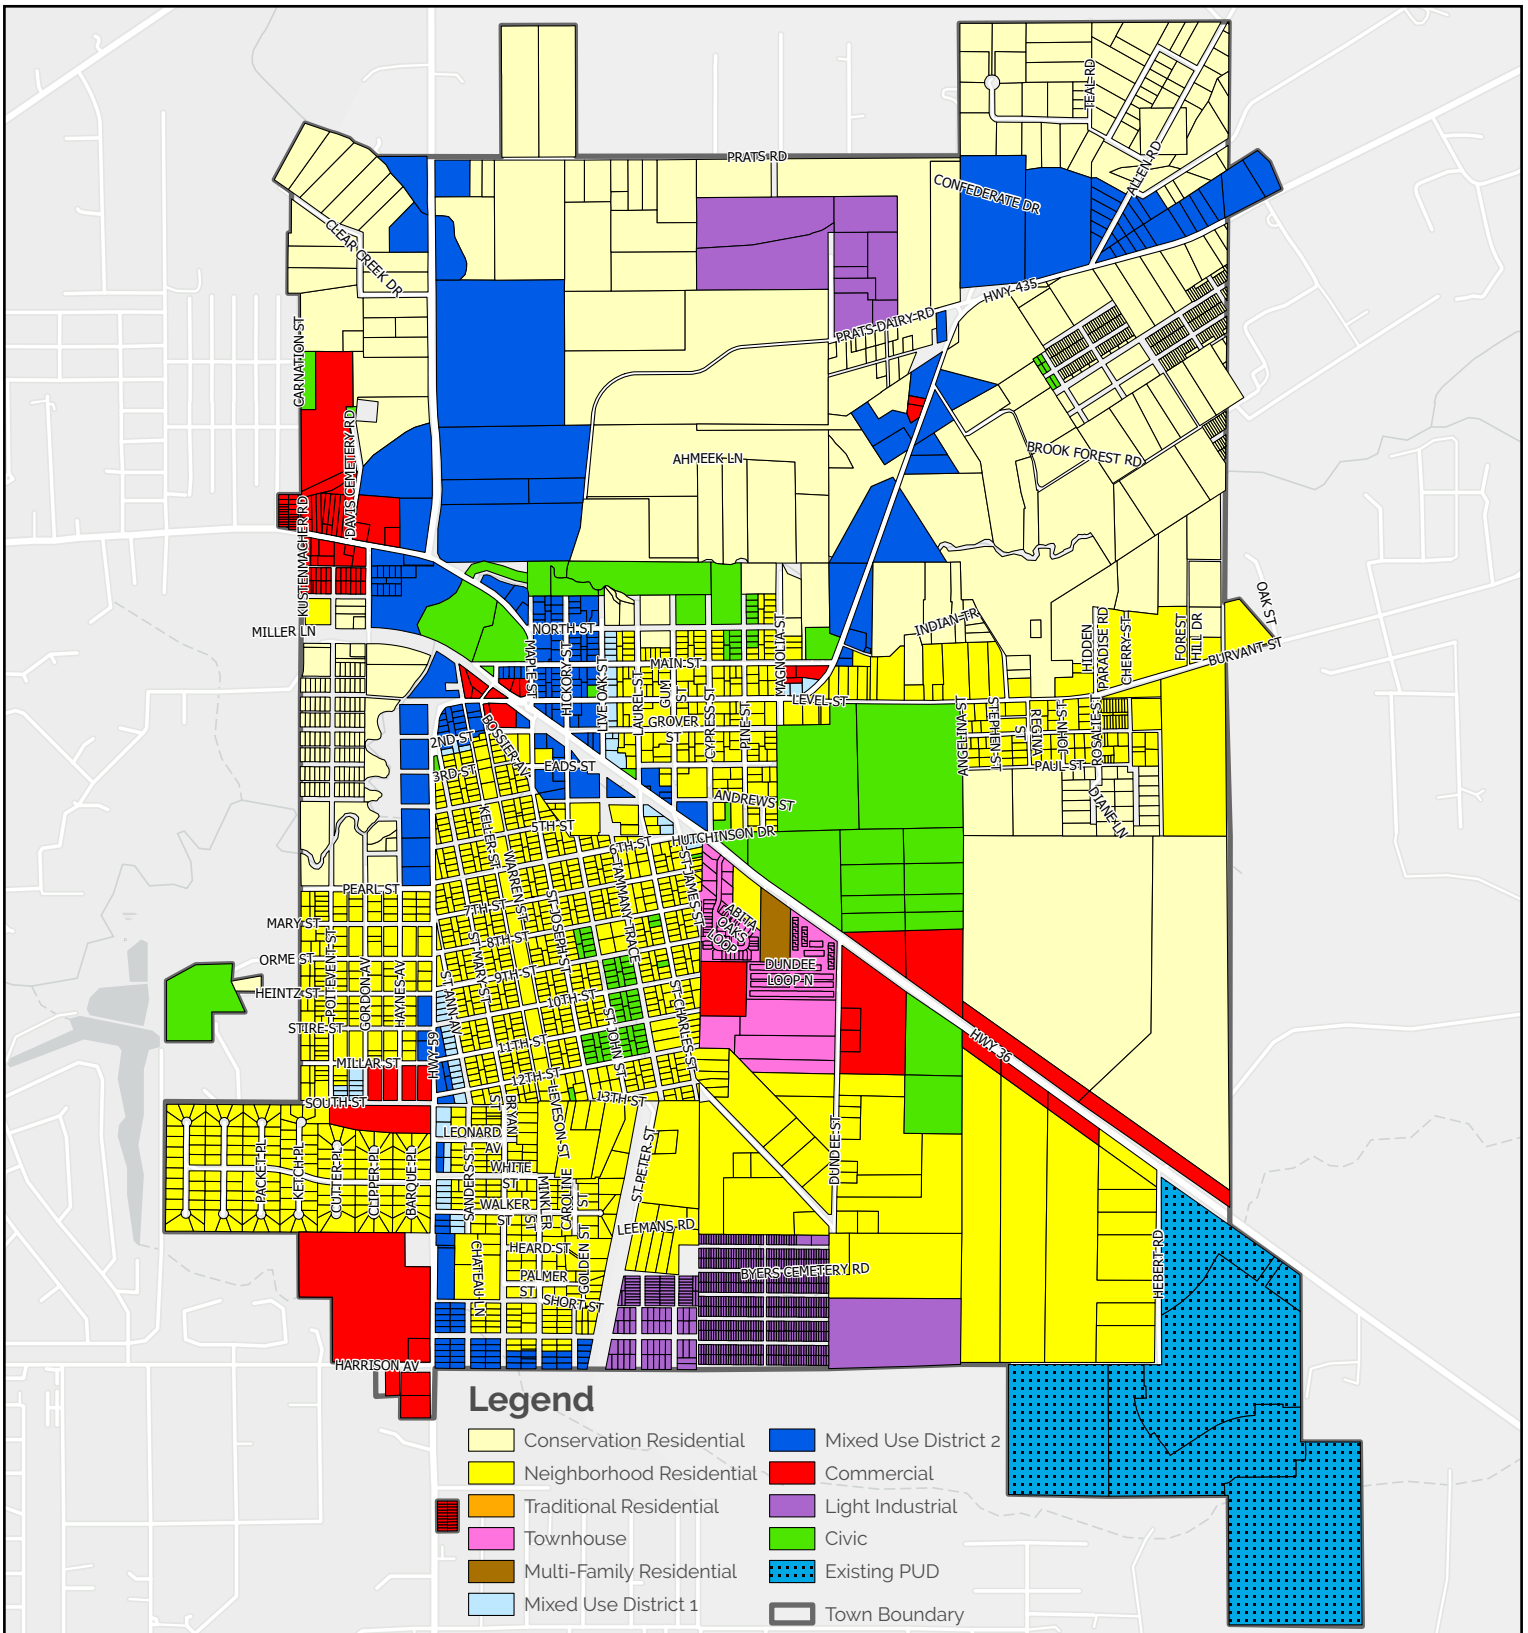 PRATS RD
TEAL RD
ALLEN RD
CONFEDERATE DR
CLEAR CREEK DR
HWY 435
PRATS DAIRY RD
CARNATION ST
DAVIS CEMETERY RD
AHMEEK LN
BROOK FOREST RD
KUSTENMACHER RD
MILLER LN
NORTH ST
MAIN ST
MAPLE ST
HICKORY ST
LIVE OAK ST
LAUREL ST
GUM ST
CYPRESS ST
PINE ST
MAGNOLIA ST
LEVEL ST
GROVER ST
INDIAN TR
HIDDEN PARADISE RD
CHERRY ST
FOREST HILL DR
OAK ST
BURVANT ST
2ND ST
BOSSIER AV
3RD ST
EADS ST
ANDREWS ST
ANGELINA ST
STEPHEN ST
REGINA ST
NUHOF ST
ROSALIE ST
PAUL ST
DIANE LN
KELLER ST
5TH ST
6TH ST
HUTCHINSON DR
WARREN ST
TAMMANY TRACE
ST JAMES ST
PEARL ST
MARY ST
7TH ST
8TH ST
ST JOSEPH ST
ABITA
OAKS
LOOP
ORME ST
POITEVENT ST
GORDON AV
HAYNES AV
ST MARY ST
9TH ST
DUNDEE
LOOP N
HEINTZ ST
ST ANN AV
10TH ST
ST CHARLES ST
STIRE ST
HWY 59
11TH ST
ST JOHN ST
HWY 36
MILLAR ST
12TH ST
SOUTH ST
13TH ST
BRYANT ST
LEVESON ST
LEONARD AV
ST PETER ST
DUNDEE ST
PACKET PL
KETCH PL
CUTTER PL
CLIPPER PL
BARQUE PL
SANDERS ST
WHITE ST
WALKER ST
MINKLER ST
CAROLINE ST
GOLDEN ST
LEEMANS RD
HEARD ST
CHATEAU LN
PALMER ST
SHORT ST
BYERS CEMETERY RD
HEBERT RD
HARRISON AV
Legend
Conservation Residential
Neighborhood Residential
Traditional Residential
Townhouse
Multi-Family Residential
Mixed Use District 1
Mixed Use District 2
Commercial
Light Industrial
Civic
Existing PUD
Town Boundary